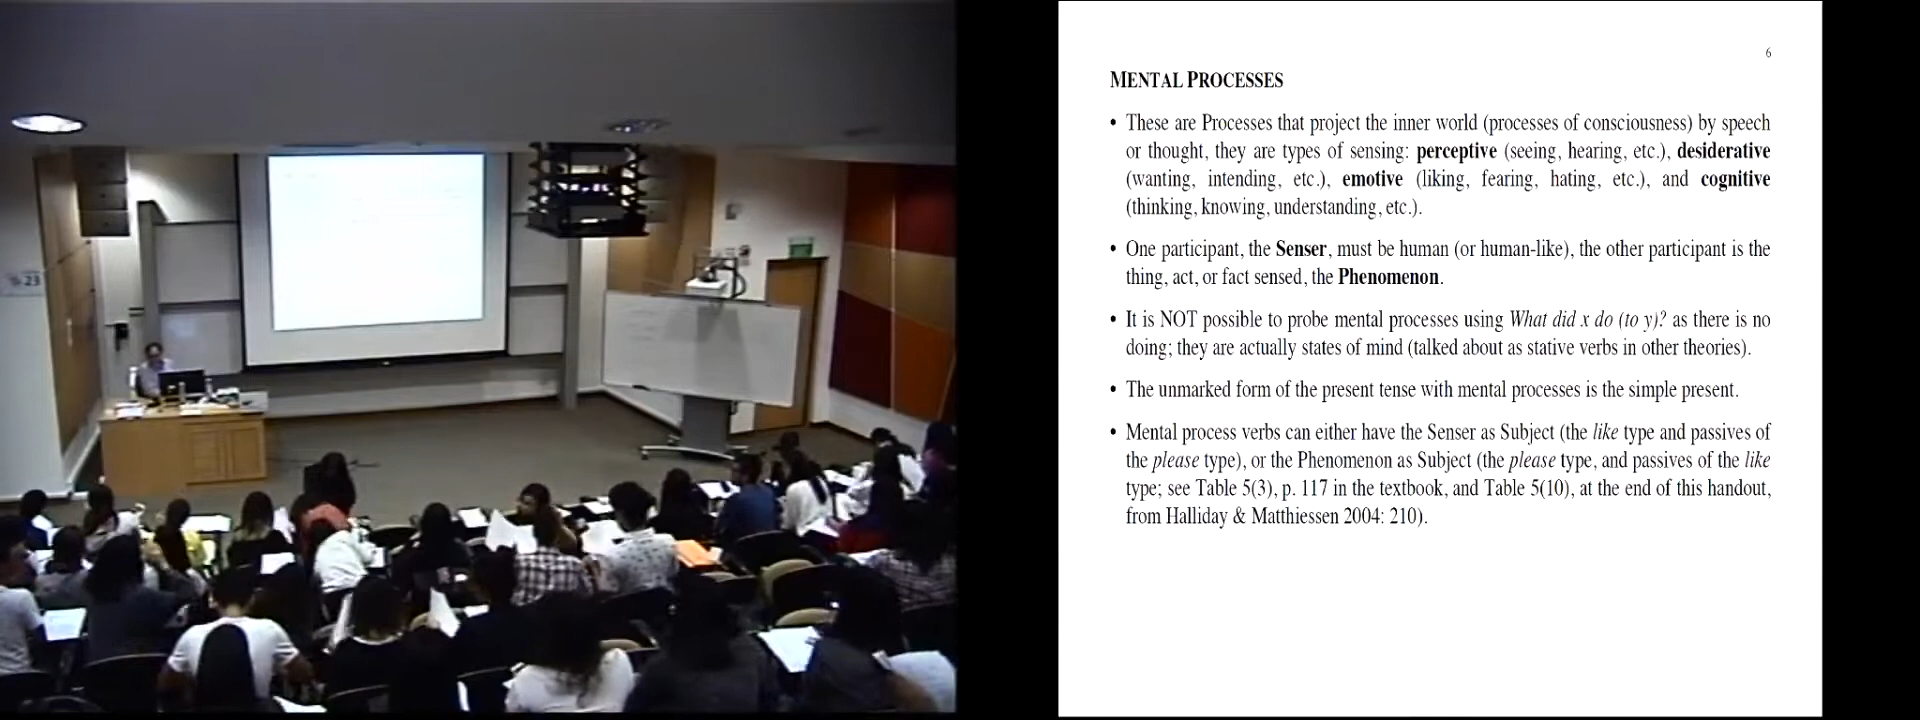 23
6
MENTAL PROCESSES
• These are Processes that project the inner world (processes of consciousness) by speech
or thought, they are types of sensing: perceptive (seeing, hearing, etc.), desiderative
(wanting, intending, etc.), emotive (liking, fearing, hating, etc.), and cognitive
(thinking, knowing, understanding, etc.).
• One participant, the Senser, must be human (or human-like), the other participant is the
thing, act, or fact sensed, the Phenomenon.
• It is NOT possible to probe mental processes using What did x do (to y)? as there is no
doing; they are actually states of mind (talked about as stative verbs in other theories).
• The unmarked form of the present tense with mental processes is the simple present.
• Mental process verbs can either have the Senser as Subject (the like type and passives of
the please type), or the Phenomenon as Subject (the please type, and passives of the like
type; see Table 5(3), p. 117 in the textbook, and Table 5(10), at the end of this handout,
from Halliday & Matthiessen 2004: 210).